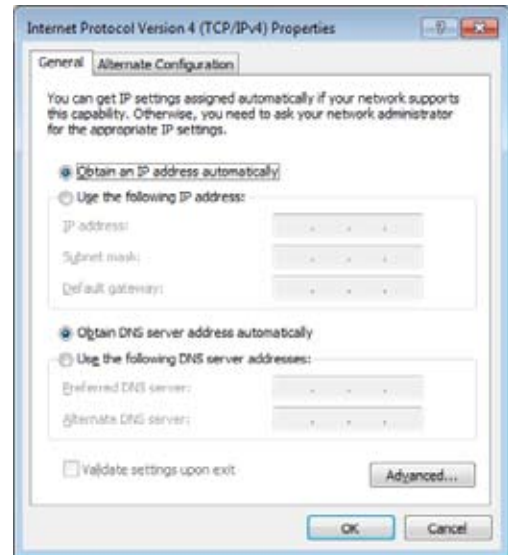 Internet Protocol Version 4 (TCP/IPv4) Properties
General
Alternate Configuration
You can get IP settings assigned automatically if your network supports
this capability. Otherwise, you need to ask your network administrator
for the appropriate IP settings.
Obtain an IP address automatically
Use the following IP address:
IP address:
Subnet mask:
Default gateway:
Obtain DNS server address automatically
Use the following DNS server addresses:
Preferred DNS server:
Alternate DNS server:
Validate settings upon exit
Advanced...
OK
Cancel